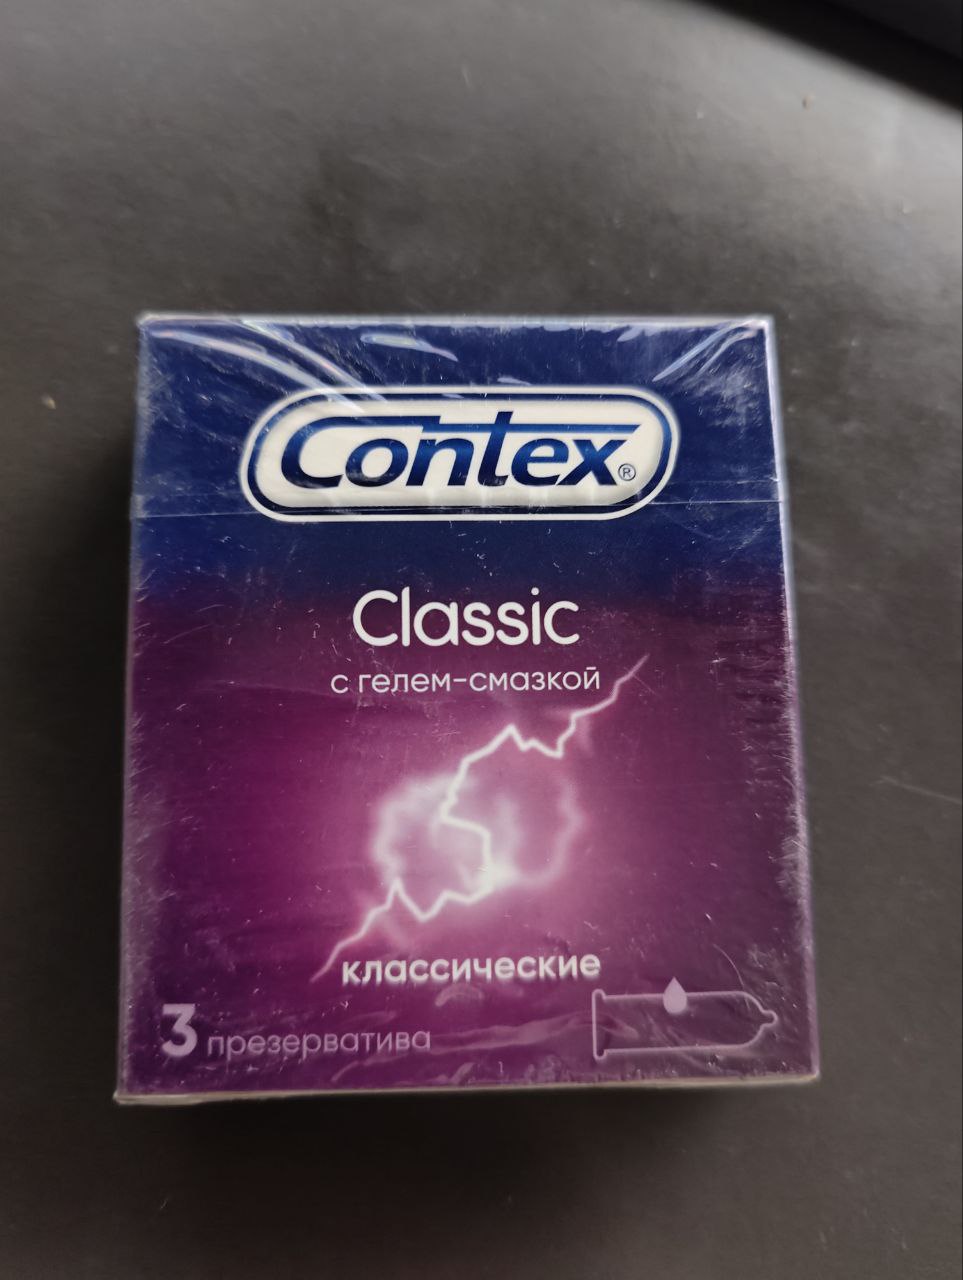 Contex®
Classic
с гелем-смазкой
классические
3 презерватива